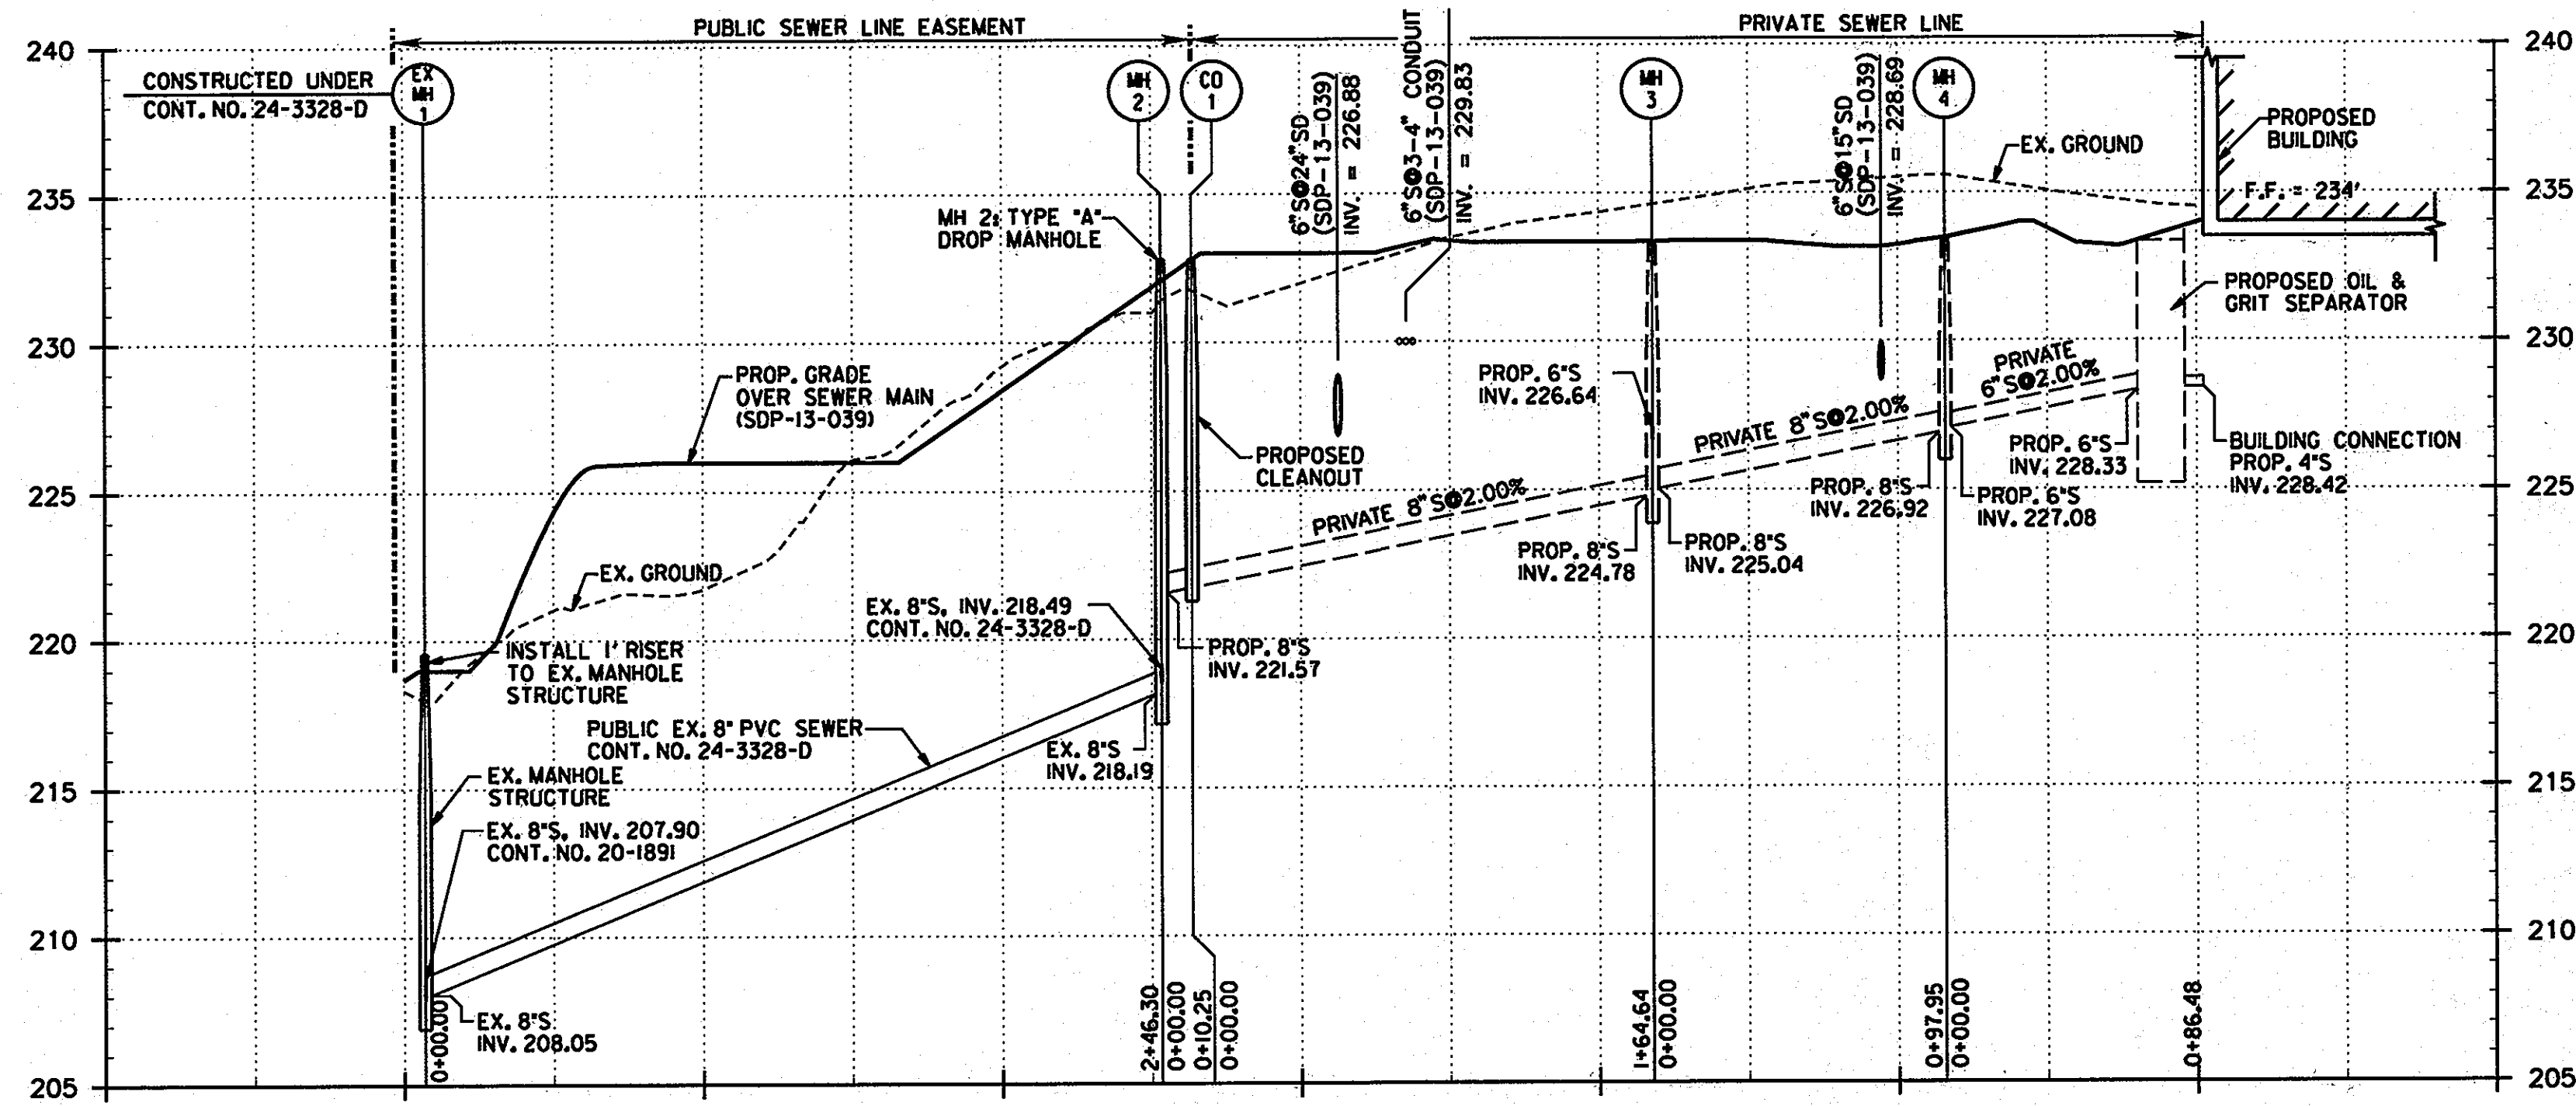 PUBLIC SEWER LINE EASEMENT
PRIVATE SEWER LINE
240
240
CONSTRUCTED UNDER
CONT. NO. 24-3328-D
EX
MH
1
MH
2
CO
1
6"S@24"SD
(SDP-13-039)
INV. = 226.88
6"S@3-4" CONDUIT
(SDP-13-039)
INV. = 229.83
MH
3
6"S@15"SD
(SDP-13-039)
INV. = 228.69
MH
4
EX. GROUND
PROPOSED
BUILDING
F.F. = 234'
235
235
MH 2: TYPE "A"
DROP MANHOLE
PROPOSED OIL &
GRIT SEPARATOR
230
230
PROP. GRADE
OVER SEWER MAIN
(SDP-13-039)
PROP. 6"S
INV. 226.64
PRIVATE
6"S@2.00%
PRIVATE 8"S@2.00%
PROPOSED
CLEANOUT
PROP. 6"S
INV. 228.33
BUILDING CONNECTION
PROP. 4"S
INV. 228.42
225
225
PRIVATE 8"S@2.00%
PROP. 8"S
INV. 226.92
PROP. 6"S
INV. 227.08
PROP. 8"S
INV. 224.78
PROP. 8"S
INV. 225.04
EX. GROUND
EX. 8"S, INV. 218.49
CONT. NO. 24-3328-D
220
220
INSTALL 1' RISER
TO EX. MANHOLE
STRUCTURE
PROP. 8"S
INV. 221.57
PUBLIC EX. 8" PVC SEWER
CONT. NO. 24-3328-D
EX. 8"S
INV. 218.19
215
215
EX. MANHOLE
STRUCTURE
EX. 8"S, INV. 207.90
CONT. NO. 20-1891
210
210
EX. 8"S
INV. 208.05
0+00.00
2+46.30
0+00.00
0+10.25
0+00.00
1+64.64
0+00.00
0+97.95
0+00.00
0+86.48
205
205